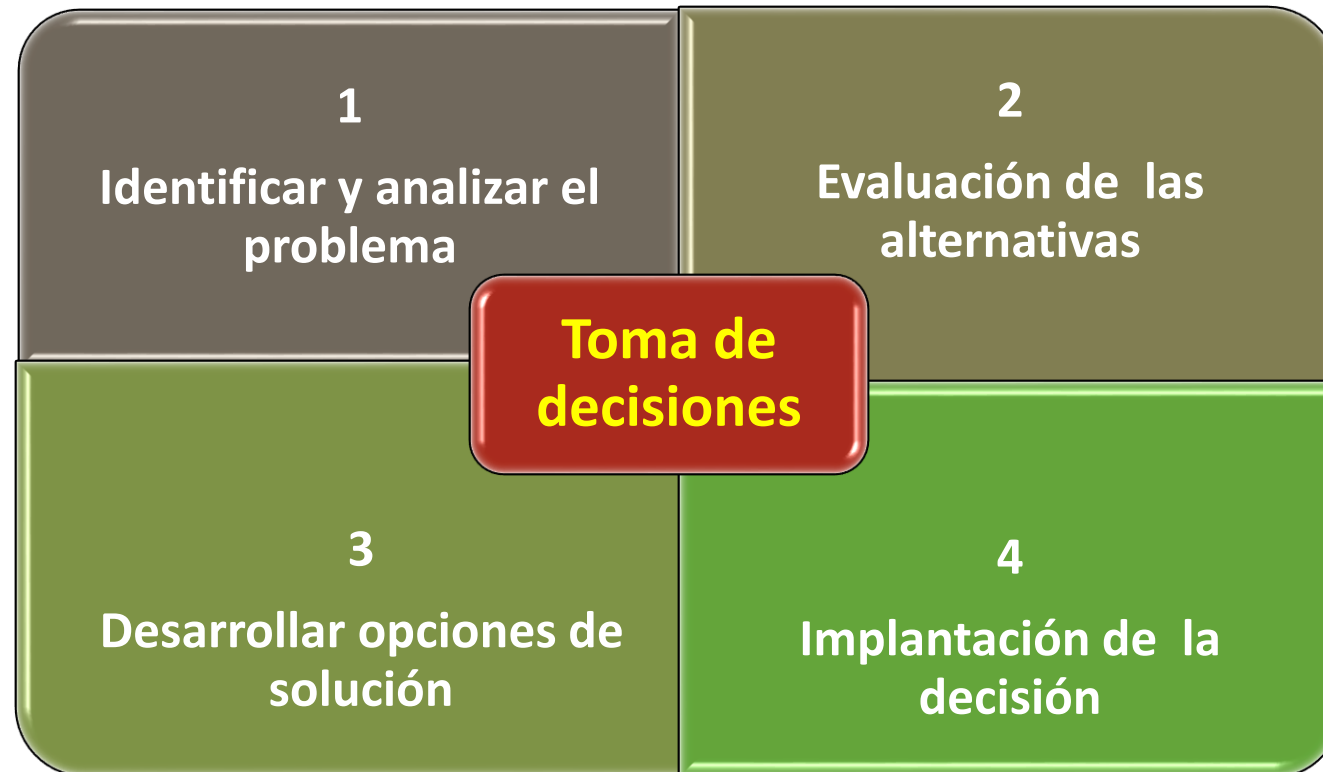 1
Identificar y analizar el
problema
2
Evaluación de  las
alternativas
Toma de
decisiones
3
Desarrollar opciones de
solución
4
Implantación de  la
decisión